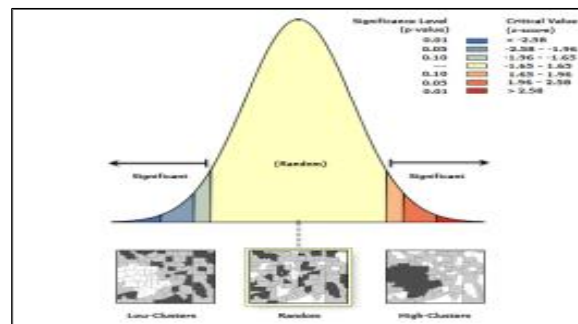 Significance Level Critical Value
(p-value) (z-score)
0.01 < -2.58
0.05 -2.58 - -1.96
0.10 -1.96 - -1.65
--- -1.65 - 1.65
0.10 1.65 - 1.96
0.05 1.96 - 2.58
0.01 > 2.58
(Random)
Significant Significant
Low-Clusters Random High-Clusters